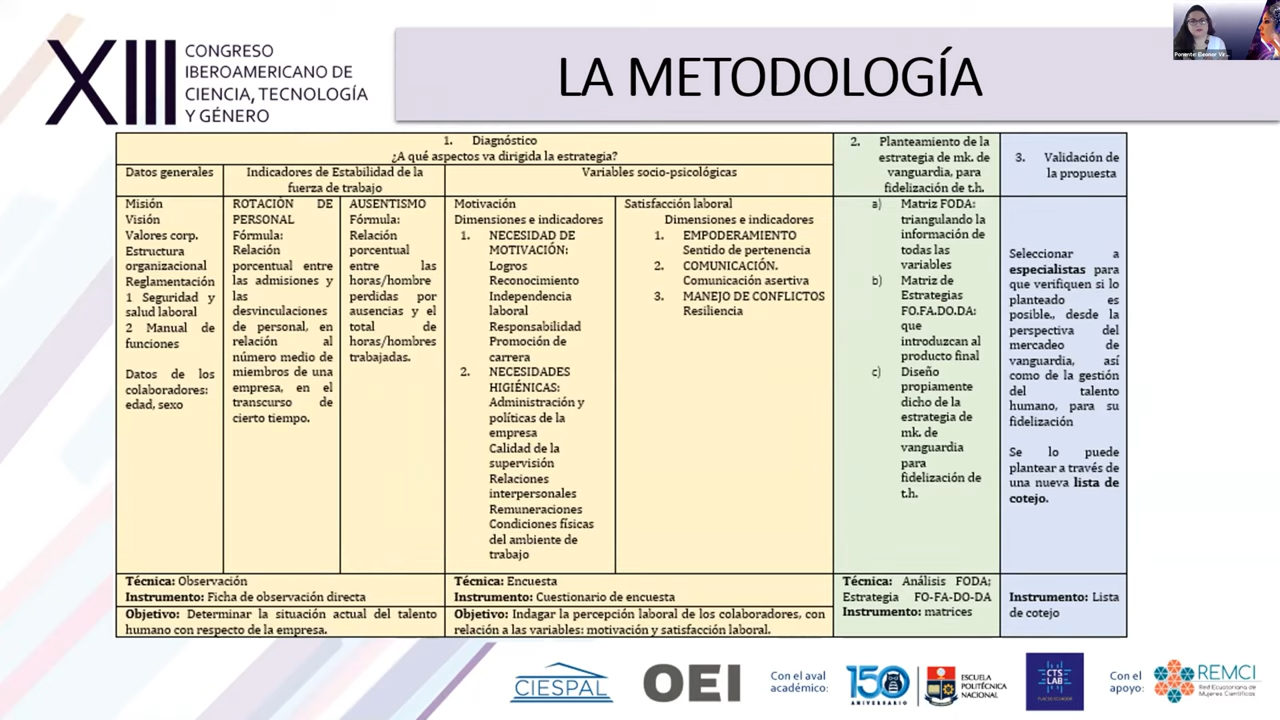 XIII CONGRESO
IBEROAMERICANO DE
CIENCIA, TECNOLOGÍA
Y GÉNERO
LA METODOLOGÍA
Ponente: Eleonor
1. Diagnóstico
¿A qué aspectos va dirigida la estrategia?
Datos generales
Indicadores de Estabilidad de la
fuerza de trabajo
Variables socio-psicológicas
2. Planteamiento de la
estrategia de mk. de
vanguardia, para
fidelización de t.h.
3. Validación de
la propuesta
Misión
Visión
Valores corp.
Estructura
organizacional
Reglamentación
1 Seguridad y
salud laboral
2 Manual de
funciones
Datos de los
colaboradores:
edad, sexo
ROTACIÓN DE
PERSONAL
Fórmula:
Relación
porcentual entre
las admisiones y
las
desvinculaciones
de personal, en
relación al
número medio de
miembros de una
empresa, en el
transcurso de
cierto tiempo.
AUSENTISMO
Fórmula:
Relación
porcentual
entre las
horas/hombre
perdidas por
ausencias y el
total de
horas/hombres
trabajadas.
Motivación
Dimensiones e indicadores
1. NECESIDAD DE
MOTIVACIÓN:
Logros
Reconocimiento
Independencia
laboral
Responsabilidad
Promoción de
carrera
2. NECESIDADES
HIGIÉNICAS:
Administración y
políticas de la
empresa
Calidad de la
supervisión
Relaciones
interpersonales
Remuneraciones
Condiciones físicas
del ambiente de
trabajo
Satisfacción laboral
Dimensiones e indicadores
1. EMPODERAMIENTO
Sentido de pertenencia
2. COMUNICACIÓN.
Comunicación asertiva
3. MANEJO DE CONFLICTOS
Resiliencia
a) Matriz FODA:
triangulando la
información de
todas las
variables
b) Matriz de
Estrategias
FO.FA.DO.DA:
que
introduzcan al
producto final
c) Diseño
propiamente
dicho de la
estrategia de
mk. de
vanguardia
para
fidelización de
t.h.
Seleccionar a
especialistas para
que verifiquen si lo
planteado es
posible., desde la
perspectiva del
mercadeo de
vanguardia, así
como de la gestión
del talento
humano, para su
fidelización
Se lo puede
plantear a través de
una nueva lista de
cotejo.
Técnica: Observación
Instrumento: Ficha de observación directa
Técnica: Encuesta
Instrumento: Cuestionario de encuesta
Técnica: Análisis FODA;
Estrategia FO-FA-DO-DA
Instrumento: matrices
Instrumento: Lista
de cotejo
Objetivo: Determinar la situación actual del talento
humano con respecto de la empresa.
Objetivo: Indagar la percepción laboral de los colaboradores, con
relación a las variables: motivación y satisfacción laboral.
CIESPAL
OEI
Con el aval
académico:
150
ANIVERSARIO
ESCUELA
POLITÉCNICA
NACIONAL
CTS
LAB
FLACSO ECUADOR
Con el
apoyo:
REMCI
Red Ecuatoriana de
Mujeres Científicas